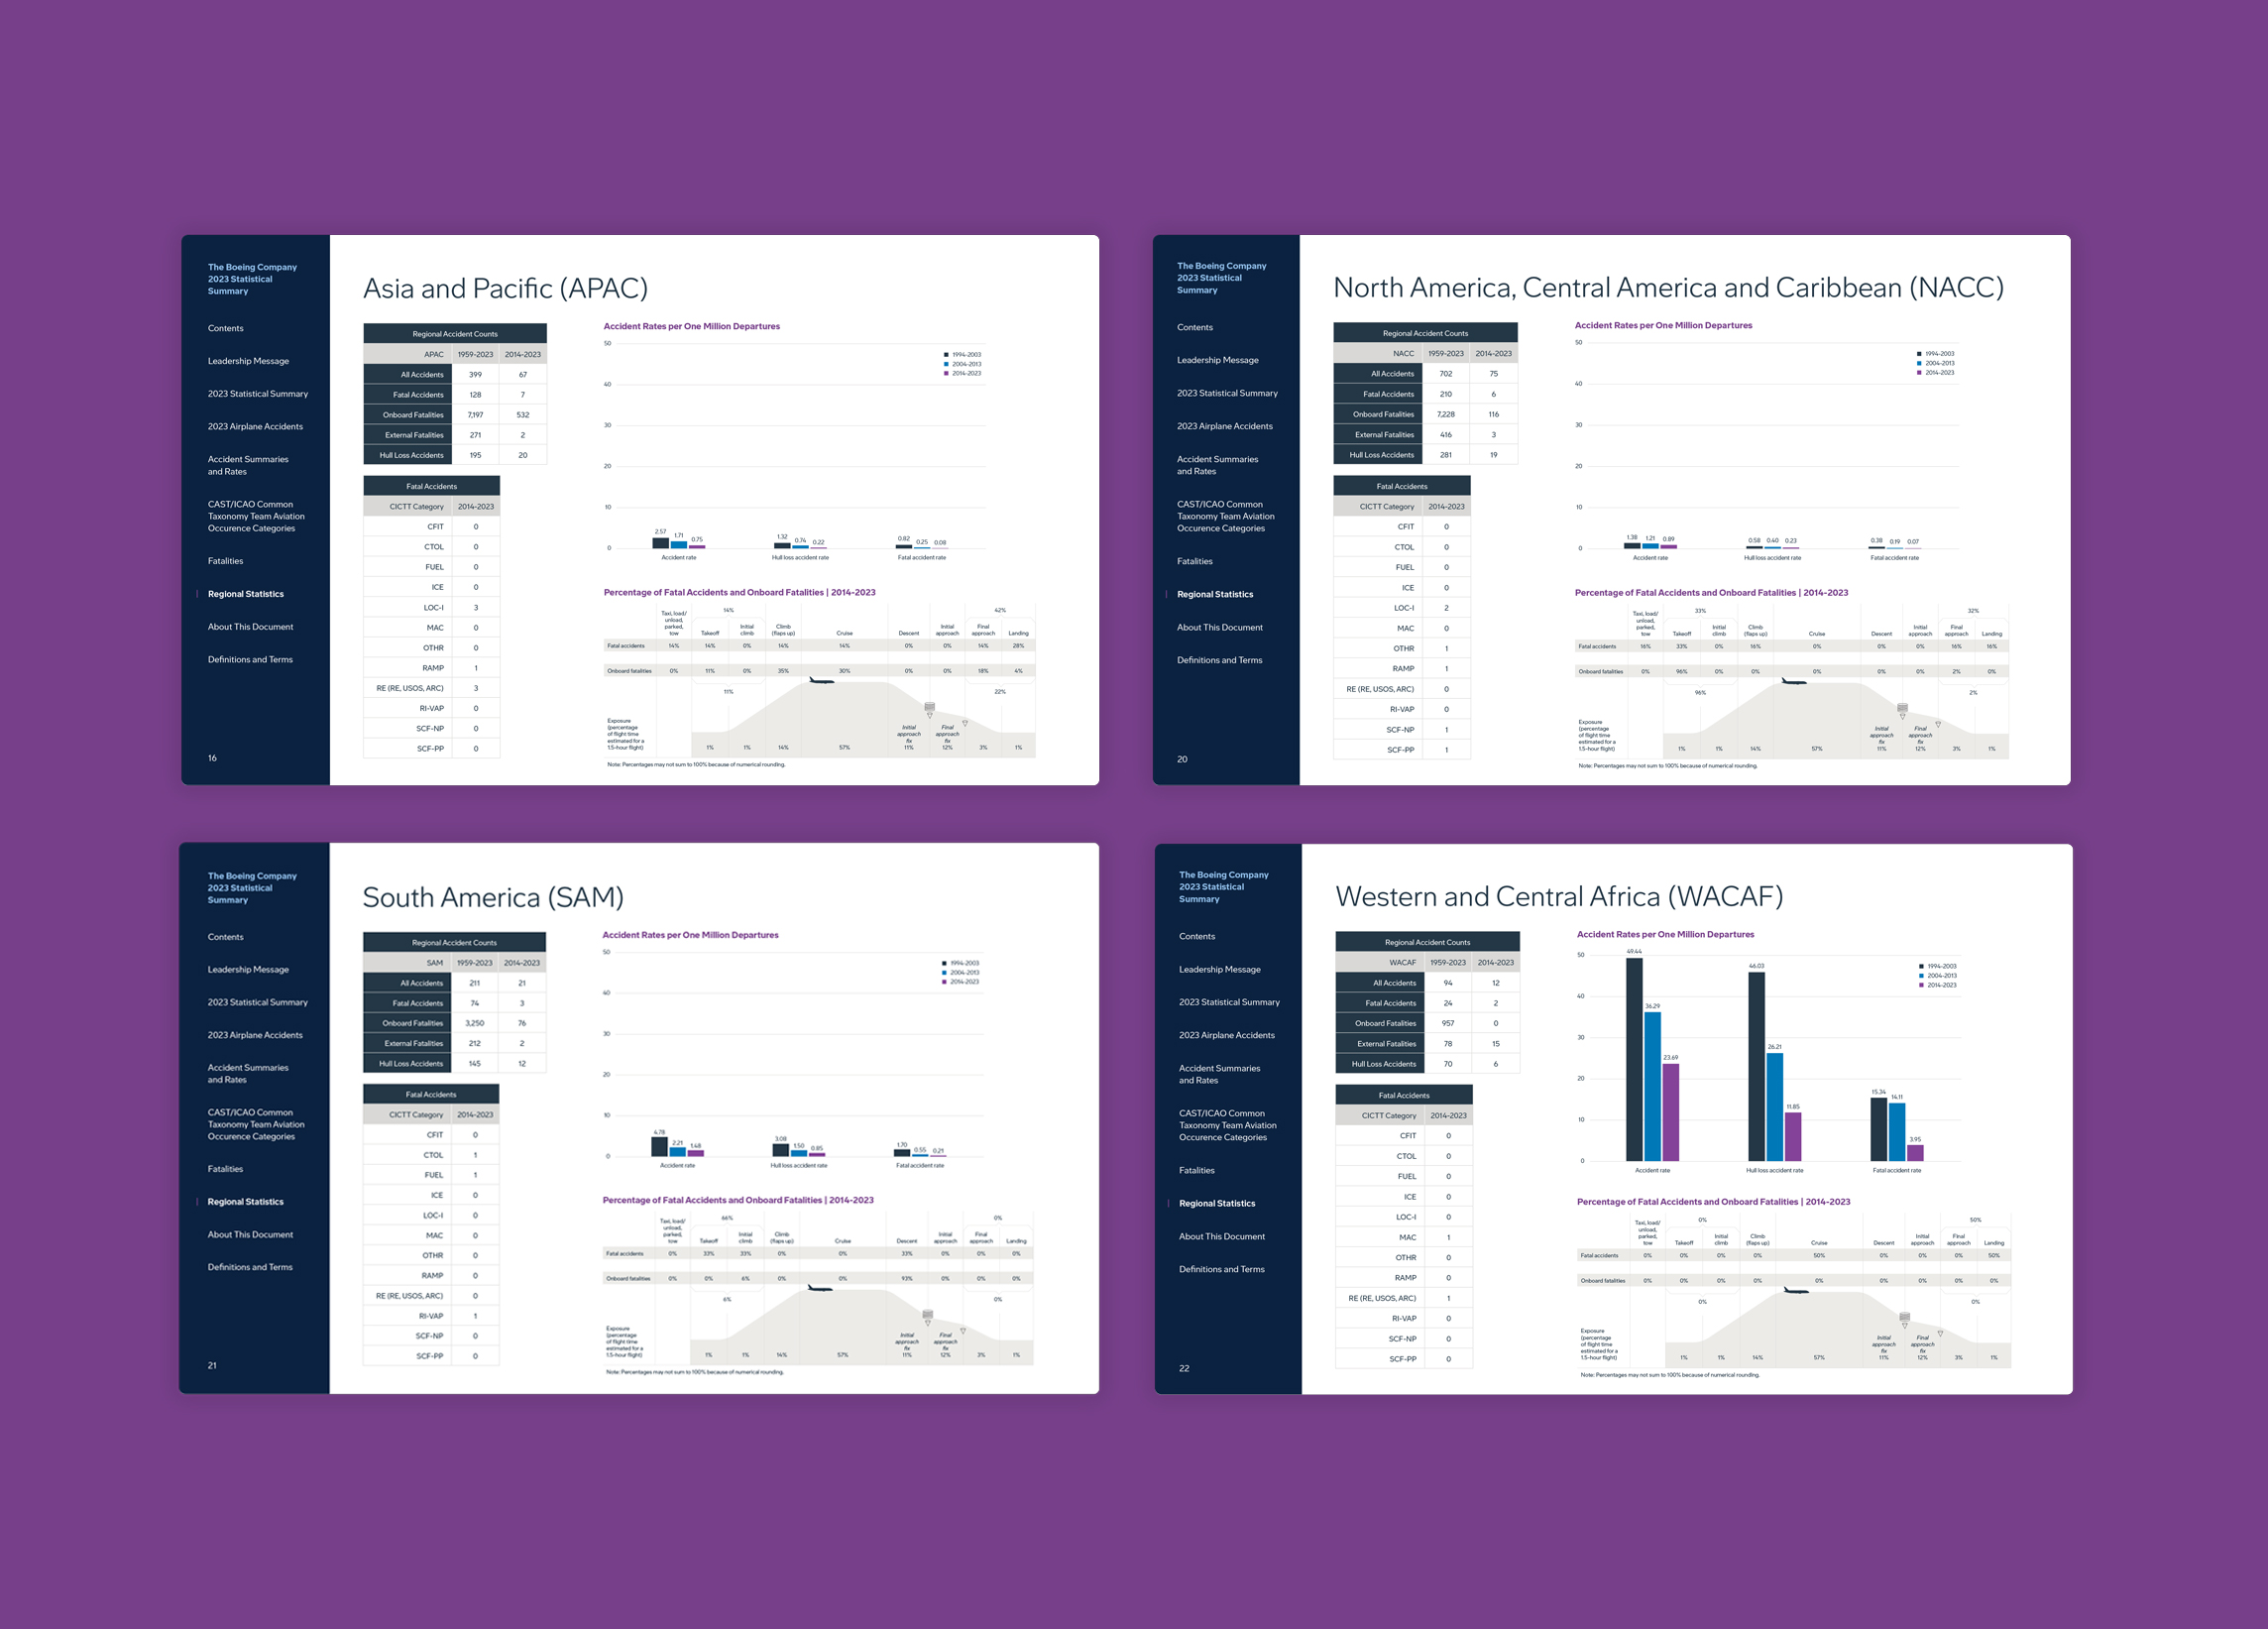 The Boeing Company
2023 Statistical
Summary
Contents
Leadership Message
2023 Statistical Summary
2023 Airplane Accidents
Accident Summaries
and Rates
CAST/ICAO Common
Taxonomy Team Aviation
Occurence Categories
Fatalities
Regional Statistics
About This Document
Definitions and Terms
16
Asia and Pacific (APAC)
Regional Accident Counts
APAC 1959-2023 2014-2023
All Accidents 399 67
Fatal Accidents 128 7
Onboard Fatalities 7,197 532
External Fatalities 271 2
Hull Loss Accidents 195 20
Fatal Accidents
CICTT Category 2014-2023
CFIT 0
CTOL 0
FUEL 0
ICE 0
LOC-I 3
MAC 0
OTHR 0
RAMP 1
RE (RE, USOS, ARC) 3
RI-VAP 0
SCF-NP 0
SCF-PP 0
Accident Rates per One Million Departures
50
40
30
20
10
0
1994-2003
2004-2013
2014-2023
2.57 1.71 0.75 1.32 0.74 0.22 0.82 0.25 0.08
Accident rate Hull loss accident rate Fatal accident rate
Percentage of Fatal Accidents and Onboard Fatalities | 2014-2023
14% 42%
Taxi, load/
unload,
parked,
tow
Takeoff
Initial
climb
Climb
(flaps up)
Cruise
Descent
Initial
approach
Final
approach
Landing
Fatal accidents 14% 14% 0% 14% 14% 0% 0% 14% 28%
Onboard fatalities 0% 11% 0% 35% 30% 0% 0% 18% 4%
11% 22%
Initial
approach
fix
Final
approach
fix
Exposure
(percentage
of flight time
estimated for a
1.5-hour flight)
1% 1% 14% 57% 11% 12% 3% 1%
Note: Percentages may not sum to 100% because of numerical rounding.
The Boeing Company
2023 Statistical
Summary
Contents
Leadership Message
2023 Statistical Summary
2023 Airplane Accidents
Accident Summaries
and Rates
CAST/ICAO Common
Taxonomy Team Aviation
Occurence Categories
Fatalities
Regional Statistics
About This Document
Definitions and Terms
20
North America, Central America and Caribbean (NACC)
Regional Accident Counts
NACC 1959-2023 2014-2023
All Accidents 702 75
Fatal Accidents 210 6
Onboard Fatalities 7,228 116
External Fatalities 416 3
Hull Loss Accidents 281 19
Fatal Accidents
CICTT Category 2014-2023
CFIT 0
CTOL 0
FUEL 0
ICE 0
LOC-I 2
MAC 0
OTHR 1
RAMP 1
RE (RE, USOS, ARC) 0
RI-VAP 0
SCF-NP 1
SCF-PP 1
Accident Rates per One Million Departures
50
40
30
20
10
0
1994-2003
2004-2013
2014-2023
1.38 1.21 0.89 0.58 0.40 0.23 0.38 0.19 0.07
Accident rate Hull loss accident rate Fatal accident rate
Percentage of Fatal Accidents and Onboard Fatalities | 2014-2023
33% 32%
Taxi, load/
unload,
parked,
tow
Takeoff
Initial
climb
Climb
(flaps up)
Cruise
Descent
Initial
approach
Final
approach
Landing
Fatal accidents 16% 33% 0% 16% 0% 0% 0% 16% 16%
Onboard fatalities 0% 96% 0% 0% 0% 0% 0% 2% 0%
96% 2%
Initial
approach
fix
Final
approach
fix
Exposure
(percentage
of flight time
estimated for a
1.5-hour flight)
1% 1% 14% 57% 11% 12% 3% 1%
Note: Percentages may not sum to 100% because of numerical rounding.
The Boeing Company
2023 Statistical
Summary
Contents
Leadership Message
2023 Statistical Summary
2023 Airplane Accidents
Accident Summaries
and Rates
CAST/ICAO Common
Taxonomy Team Aviation
Occurence Categories
Fatalities
Regional Statistics
About This Document
Definitions and Terms
21
South America (SAM)
Regional Accident Counts
SAM 1959-2023 2014-2023
All Accidents 211 21
Fatal Accidents 74 3
Onboard Fatalities 3,250 76
External Fatalities 212 2
Hull Loss Accidents 145 12
Fatal Accidents
CICTT Category 2014-2023
CFIT 0
CTOL 1
FUEL 1
ICE 0
LOC-I 0
MAC 0
OTHR 0
RAMP 0
RE (RE, USOS, ARC) 0
RI-VAP 1
SCF-NP 0
SCF-PP 0
Accident Rates per One Million Departures
50
40
30
20
10
0
1994-2003
2004-2013
2014-2023
4.78 2.21 1.48 3.08 1.50 0.85 1.70 0.55 0.21
Accident rate Hull loss accident rate Fatal accident rate
Percentage of Fatal Accidents and Onboard Fatalities | 2014-2023
66% 0%
Taxi, load/
unload,
parked,
tow
Takeoff
Initial
climb
Climb
(flaps up)
Cruise
Descent
Initial
approach
Final
approach
Landing
Fatal accidents 0% 33% 33% 0% 0% 33% 0% 0% 0%
Onboard fatalities 0% 0% 6% 0% 0% 93% 0% 0% 0%
6% 0%
Initial
approach
fix
Final
approach
fix
Exposure
(percentage
of flight time
estimated for a
1.5-hour flight)
1% 1% 14% 57% 11% 12% 3% 1%
Note: Percentages may not sum to 100% because of numerical rounding.
The Boeing Company
2023 Statistical
Summary
Contents
Leadership Message
2023 Statistical Summary
2023 Airplane Accidents
Accident Summaries
and Rates
CAST/ICAO Common
Taxonomy Team Aviation
Occurence Categories
Fatalities
Regional Statistics
About This Document
Definitions and Terms
22
Western and Central Africa (WACAF)
Regional Accident Counts
WACAF 1959-2023 2014-2023
All Accidents 94 12
Fatal Accidents 24 2
Onboard Fatalities 957 0
External Fatalities 78 15
Hull Loss Accidents 70 6
Fatal Accidents
CICTT Category 2014-2023
CFIT 0
CTOL 0
FUEL 0
ICE 0
LOC-I 0
MAC 1
OTHR 0
RAMP 0
RE (RE, USOS, ARC) 1
RI-VAP 0
SCF-NP 0
SCF-PP 0
Accident Rates per One Million Departures
50
40
30
20
10
0
1994-2003
2004-2013
2014-2023
49.44 36.29 23.69 46.03 26.21 11.85 15.34 14.11 3.95
Accident rate Hull loss accident rate Fatal accident rate
Percentage of Fatal Accidents and Onboard Fatalities | 2014-2023
0% 50%
Taxi, load/
unload,
parked,
tow
Takeoff
Initial
climb
Climb
(flaps up)
Cruise
Descent
Initial
approach
Final
approach
Landing
Fatal accidents 0% 0% 0% 0% 50% 0% 0% 0% 50%
Onboard fatalities 0% 0% 0% 0% 0% 0% 0% 0% 0%
0% 0%
Initial
approach
fix
Final
approach
fix
Exposure
(percentage
of flight time
estimated for a
1.5-hour flight)
1% 1% 14% 57% 11% 12% 3% 1%
Note: Percentages may not sum to 100% because of numerical rounding.